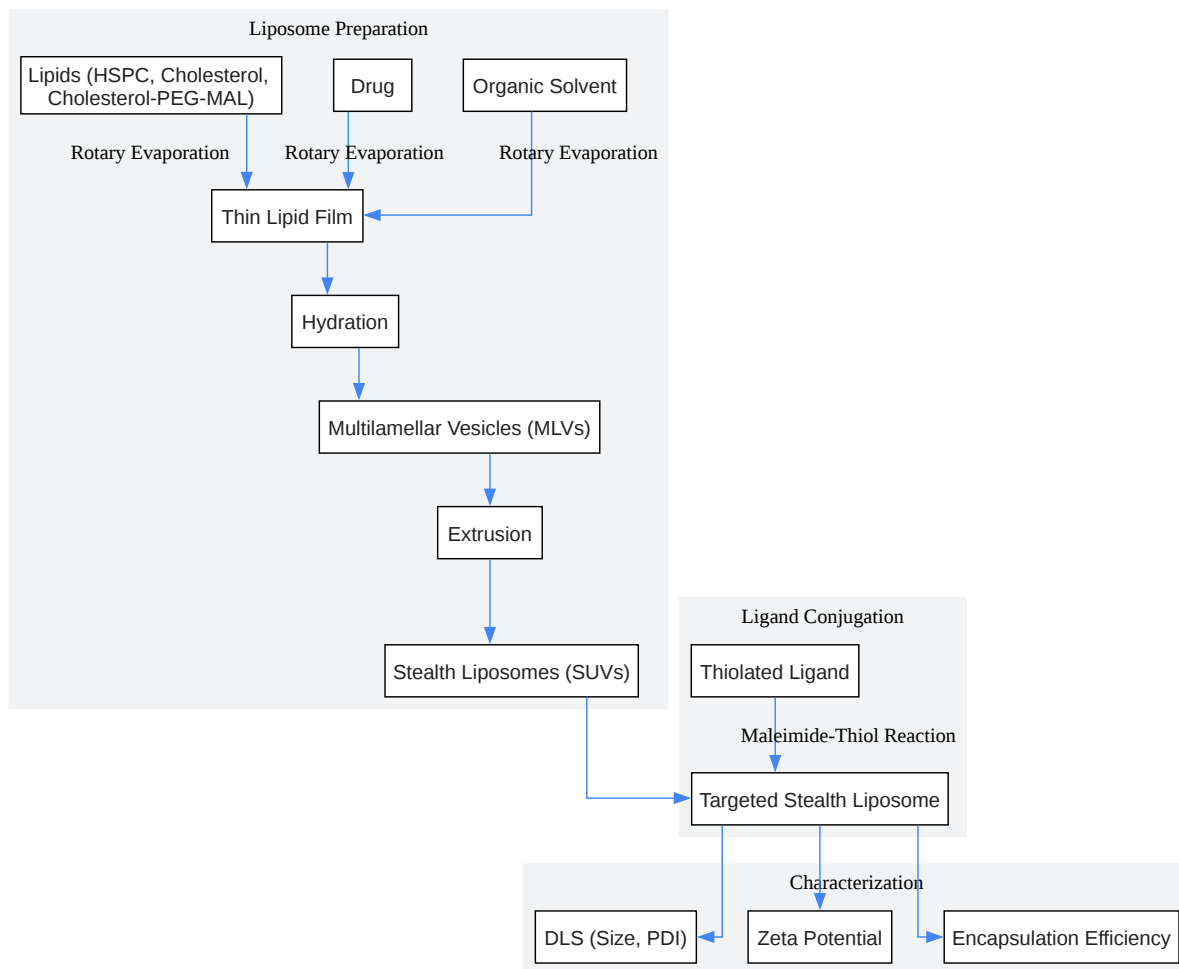 Liposome Preparation
Lipids (HSPC, Cholesterol,
Cholesterol-PEG-MAL)
Drug
Organic Solvent
Rotary Evaporation
Rotary Evaporation
Rotary Evaporation
Thin Lipid Film
Hydration
Multilamellar Vesicles (MLVs)
Extrusion
Stealth Liposomes (SUVs)
Ligand Conjugation
Thiolated Ligand
Maleimide-Thiol Reaction
Targeted Stealth Liposome
Characterization
DLS (Size, PDI)
Zeta Potential
Encapsulation Efficiency